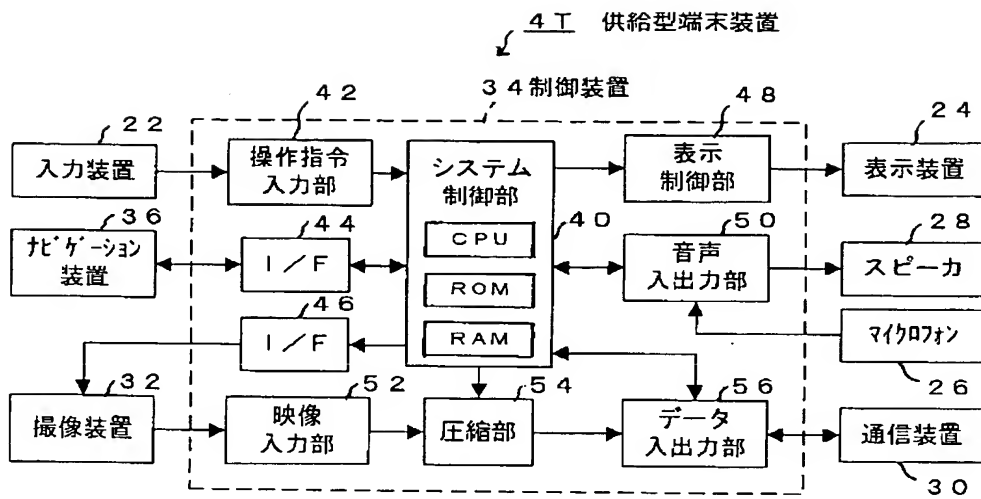 4T 供給型端末装置
34制御装置
42
48
22
24
入力装置
操作指令
入力部
システム
制御部
表示
制御部
表示装置
36
44
40
50
28
ナビゲーション
装置
I/F
CPU
音声
入出力部
スピーカ
46
ROM
I/F
RAM
マイクロフォン
32
52
54
56
26
撮像装置
映像
入力部
圧縮部
データ
入出力部
通信装置
30